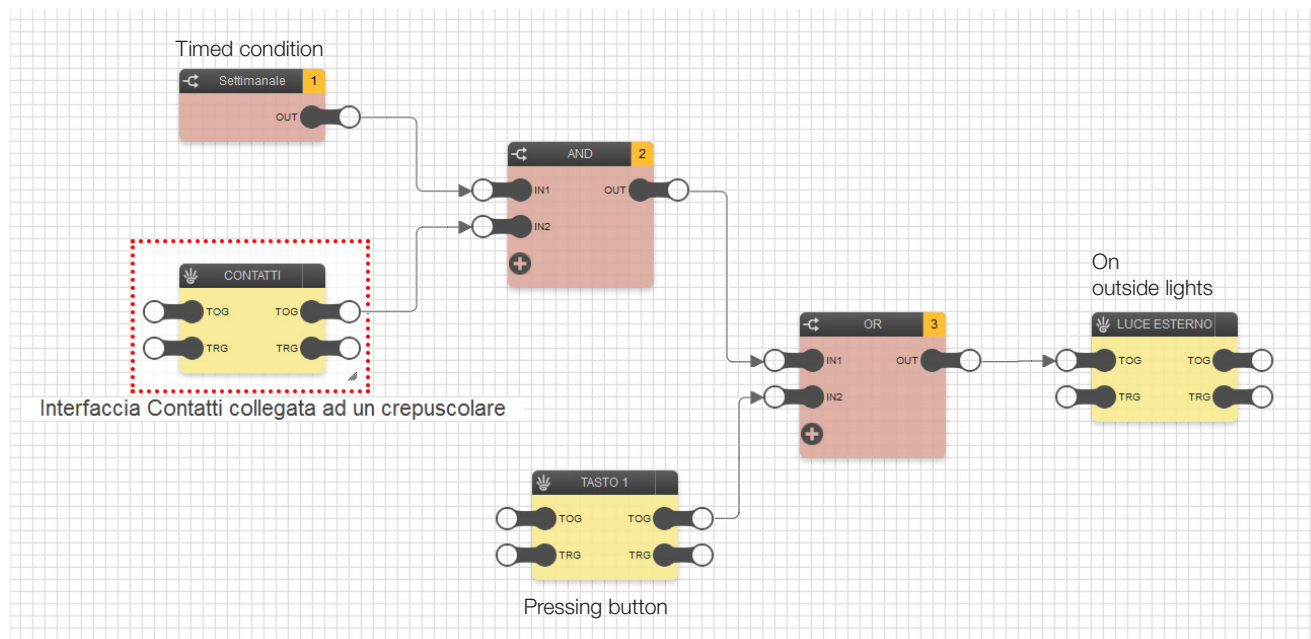 Timed condition
Settimanale 1
OUT
AND 2
IN1 OUT
IN2
CONTATTI
TOG TOG
TRG TRG
Interfaccia Contatti collegata ad un crepuscolare
On
outside lights
OR 3
IN1 OUT
IN2
LUCE ESTERNO
TOG TOG
TRG TRG
TASTO 1
TOG TOG
TRG TRG
Pressing button